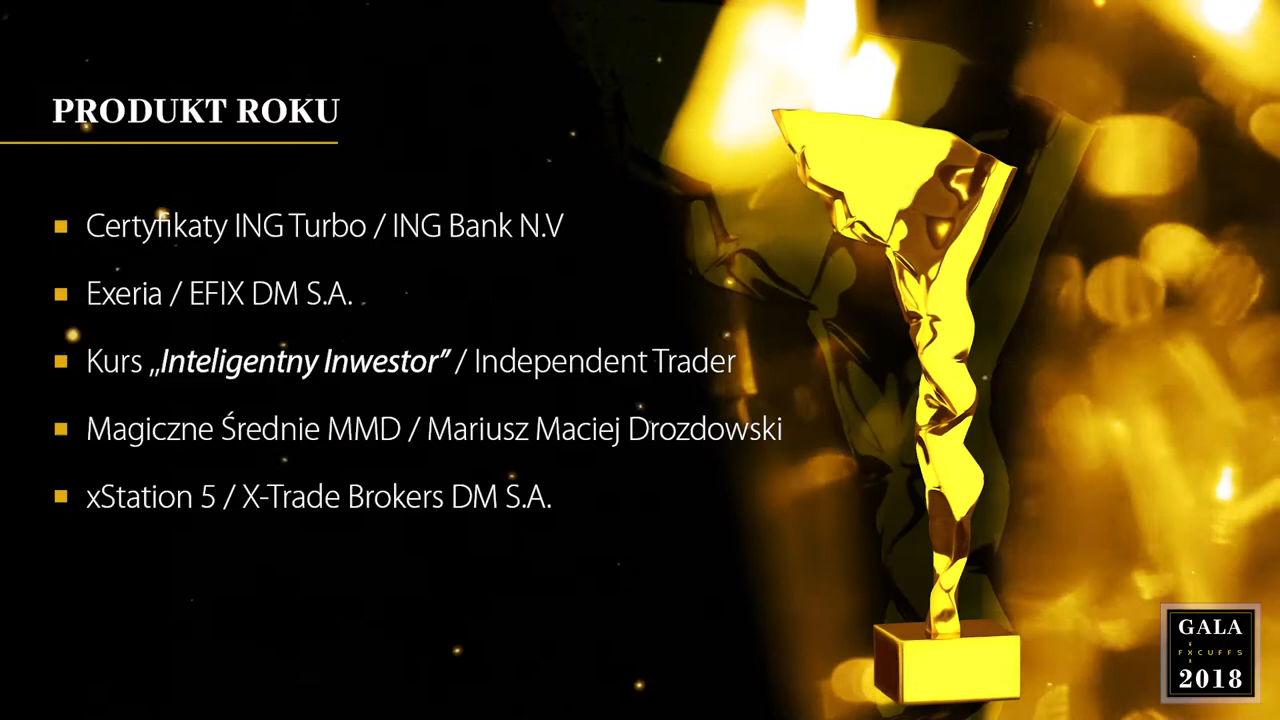 PRODUKT ROKU
Certyfikaty ING Turbo / ING Bank N.V
Exeria / EFIX DM S.A.
Kurs „Inteligentny Inwestor” / Independent Trader
Magiczne Średnie MMD / Mariusz Maciej Drozdowski
xStation 5 / X-Trade Brokers DM S.A.
GALA
FXCUFFS
2018